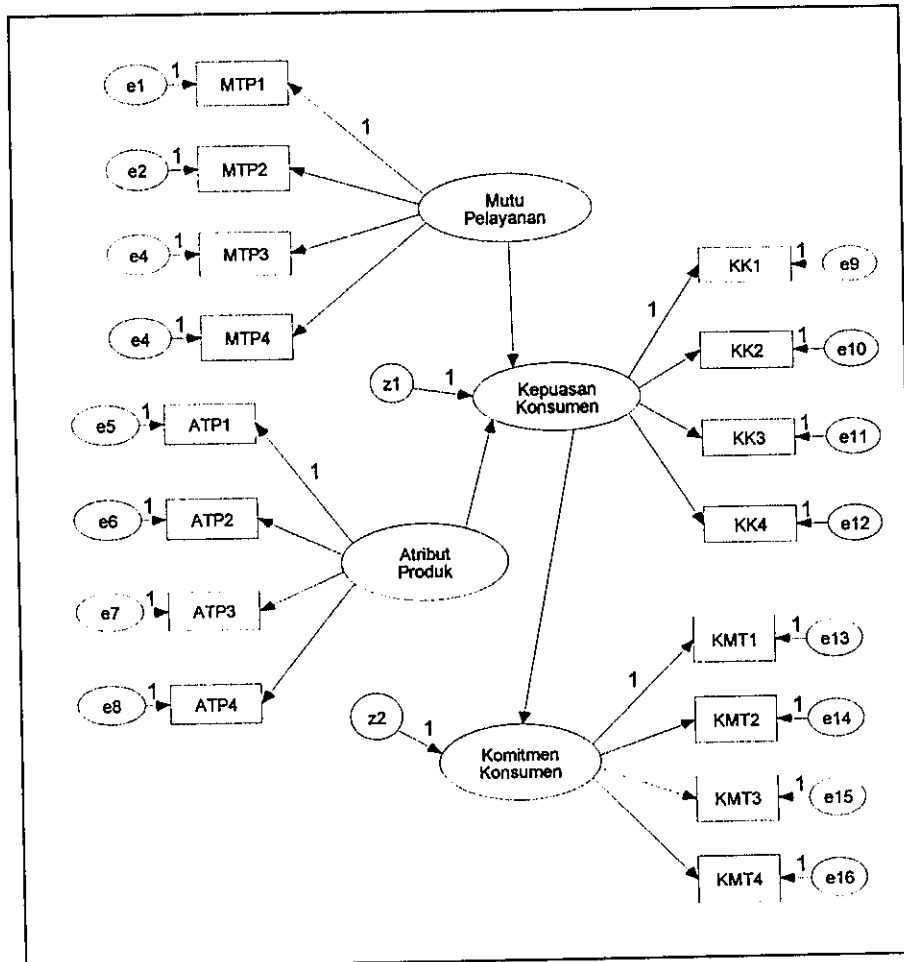 e1 1 MTP1
1
e2 1 MTP2
Mutu
Pelayanan
e4 1 MTP3
e4 1 MTP4
KK1 1 e9
1
KK2 1 e10
z1 1
Kepuasan
Konsumen
KK3 1 e11
KK4 1 e12
e5 1 ATP1
1
e6 1 ATP2
Atribut
Produk
e7 1 ATP3
e8 1 ATP4
KMT1 1 e13
1
z2 1
KMT2 1 e14
Komitmen
Konsumen
KMT3 1 e15
KMT4 1 e16